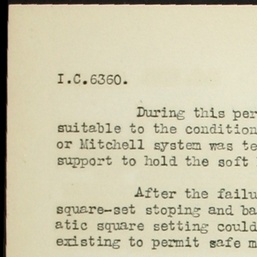 I.C.6360.
During this per
suitable to the condition
or Mitchell system was te
support to hold the soft
After the failu
square-set stoping and ba
atic square setting could
existing to permit safe m